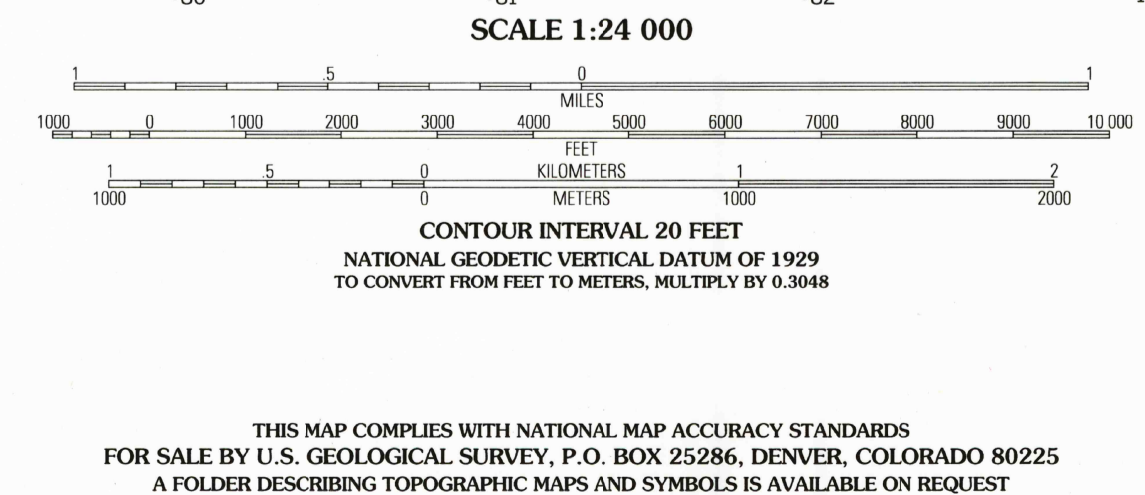 SCALE 1:24 000
1 .5 0 1
MILES
1000 0 1000 2000 3000 4000 5000 6000 7000 8000 9000 10 000
FEET
1 .5 0 KILOMETERS 1 2
1000 0 METERS 1000 2000
CONTOUR INTERVAL 20 FEET
NATIONAL GEODETIC VERTICAL DATUM OF 1929
TO CONVERT FROM FEET TO METERS, MULTIPLY BY 0.3048
THIS MAP COMPLIES WITH NATIONAL MAP ACCURACY STANDARDS
FOR SALE BY U.S. GEOLOGICAL SURVEY, P.O. BOX 25286, DENVER, COLORADO 80225
A FOLDER DESCRIBING TOPOGRAPHIC MAPS AND SYMBOLS IS AVAILABLE ON REQUEST